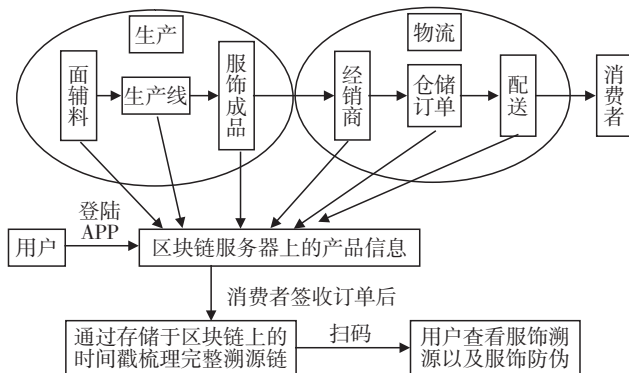 生产
物流
面辅料
生产线
服饰成品
经销商
仓储
订单
配送
消费者
登陆
APP
用户
区块链服务器上的产品信息
消费者签收订单后
通过存储于区块链上的
时间戳梳理完整溯源链
扫码
用户查看服饰溯
源以及服饰防伪